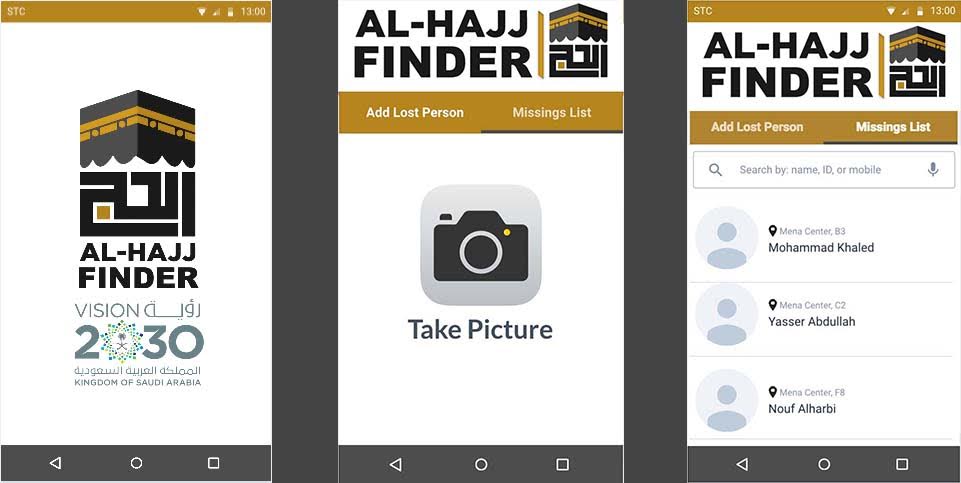 STC
13:00
الحج
AL-HAJJ
FINDER
VISION رؤيـــة
2030
المملكة العربية السعودية
KINGDOM OF SAUDI ARABIA
AL-HAJJ
FINDER
الحج
Add Lost Person
Missings List
Take Picture
STC
13:00
AL-HAJJ
FINDER
الحج
Add Lost Person
Missings List
Search by: name, ID, or mobile
Mena Center, B3
Mohammad Khaled
Mena Center, C2
Yasser Abdullah
Mena Center, F8
Nouf Alharbi